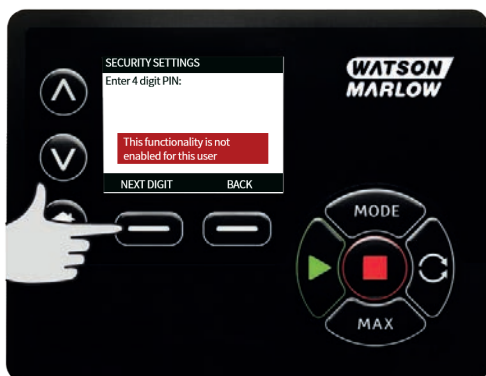 SECURITY SETTINGS
Enter 4 digit PIN:
This functionality is not
enabled for this user
NEXT DIGIT BACK
WATSON
MARLOW
MODE
MAX